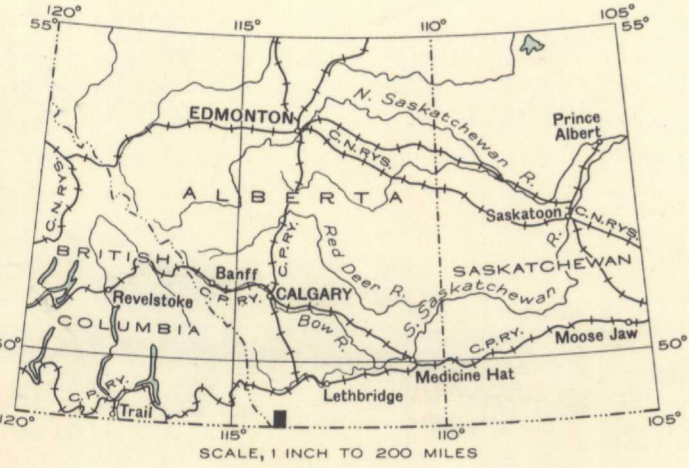 120°
115°
110°
105°
55°
55°
EDMONTON
N. Saskatchewan R.
Prince
Albert
C.N.RYS.
C.N.RYS.
ALBERTA
Saskatoon
C.N.RYS.
BRITISH
C.P.RY.
Red Deer R.
R.
SASKATCHEWAN
Banff
C.P.RY.
CALGARY
S. Saskatchewan
Revelstoke
COLUMBIA
Bow R.
C.P.RY.
Moose Jaw
50°
50°
Medicine Hat
C.P.RY.
Lethbridge
Trail
120°
115°
110°
105°
SCALE, 1 INCH TO 200 MILES